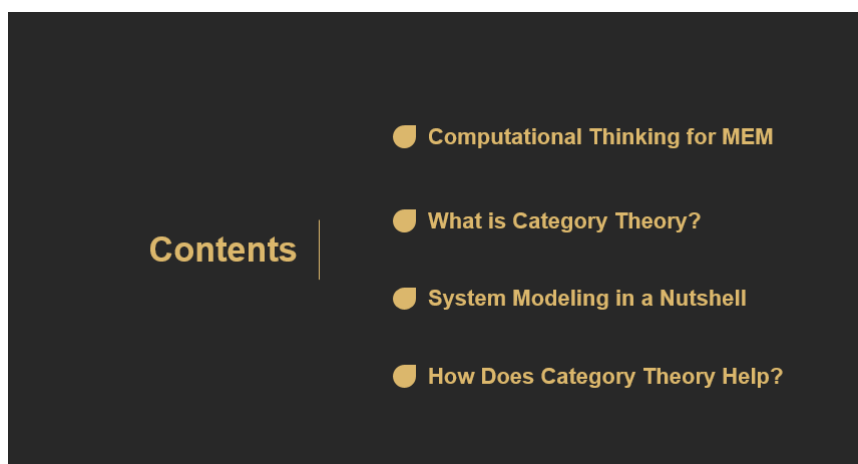 Contents
Computational Thinking for MEM
What is Category Theory?
System Modeling in a Nutshell
How Does Category Theory Help?